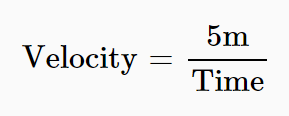 Velocity = 5m / Time